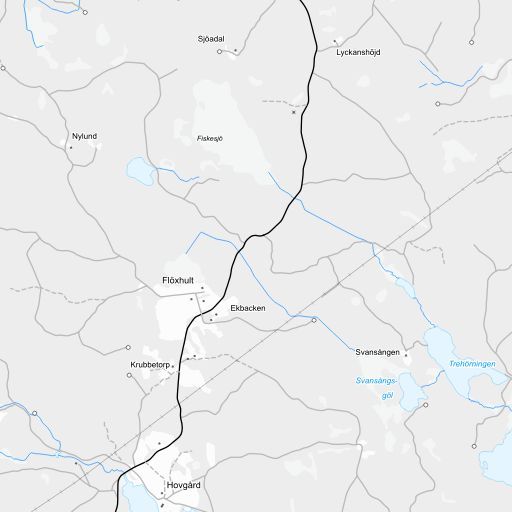 Sjöadal
Lyckanshöjd
Nylund
Fiskesjö
Flöxhult
Ekbacken
Krubbetorp
Svansången
Trehörningen
Svansångs-
göl
Hovgård